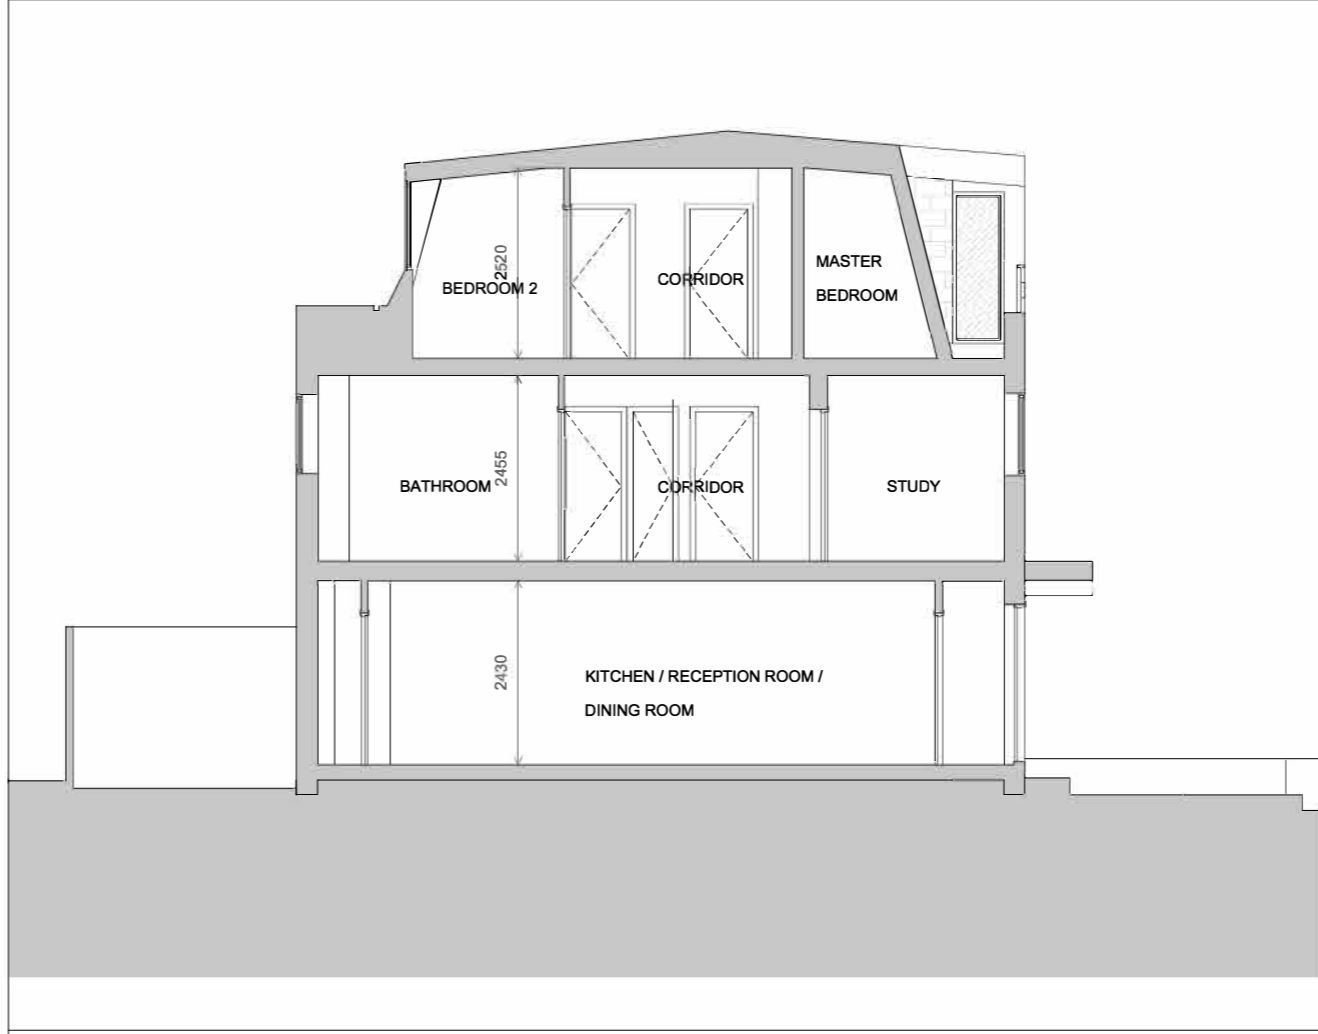 2520
BEDROOM 2
CORRIDOR
MASTER
BEDROOM
BATHROOM
2455
CORRIDOR
STUDY
2430
KITCHEN / RECEPTION ROOM /
DINING ROOM